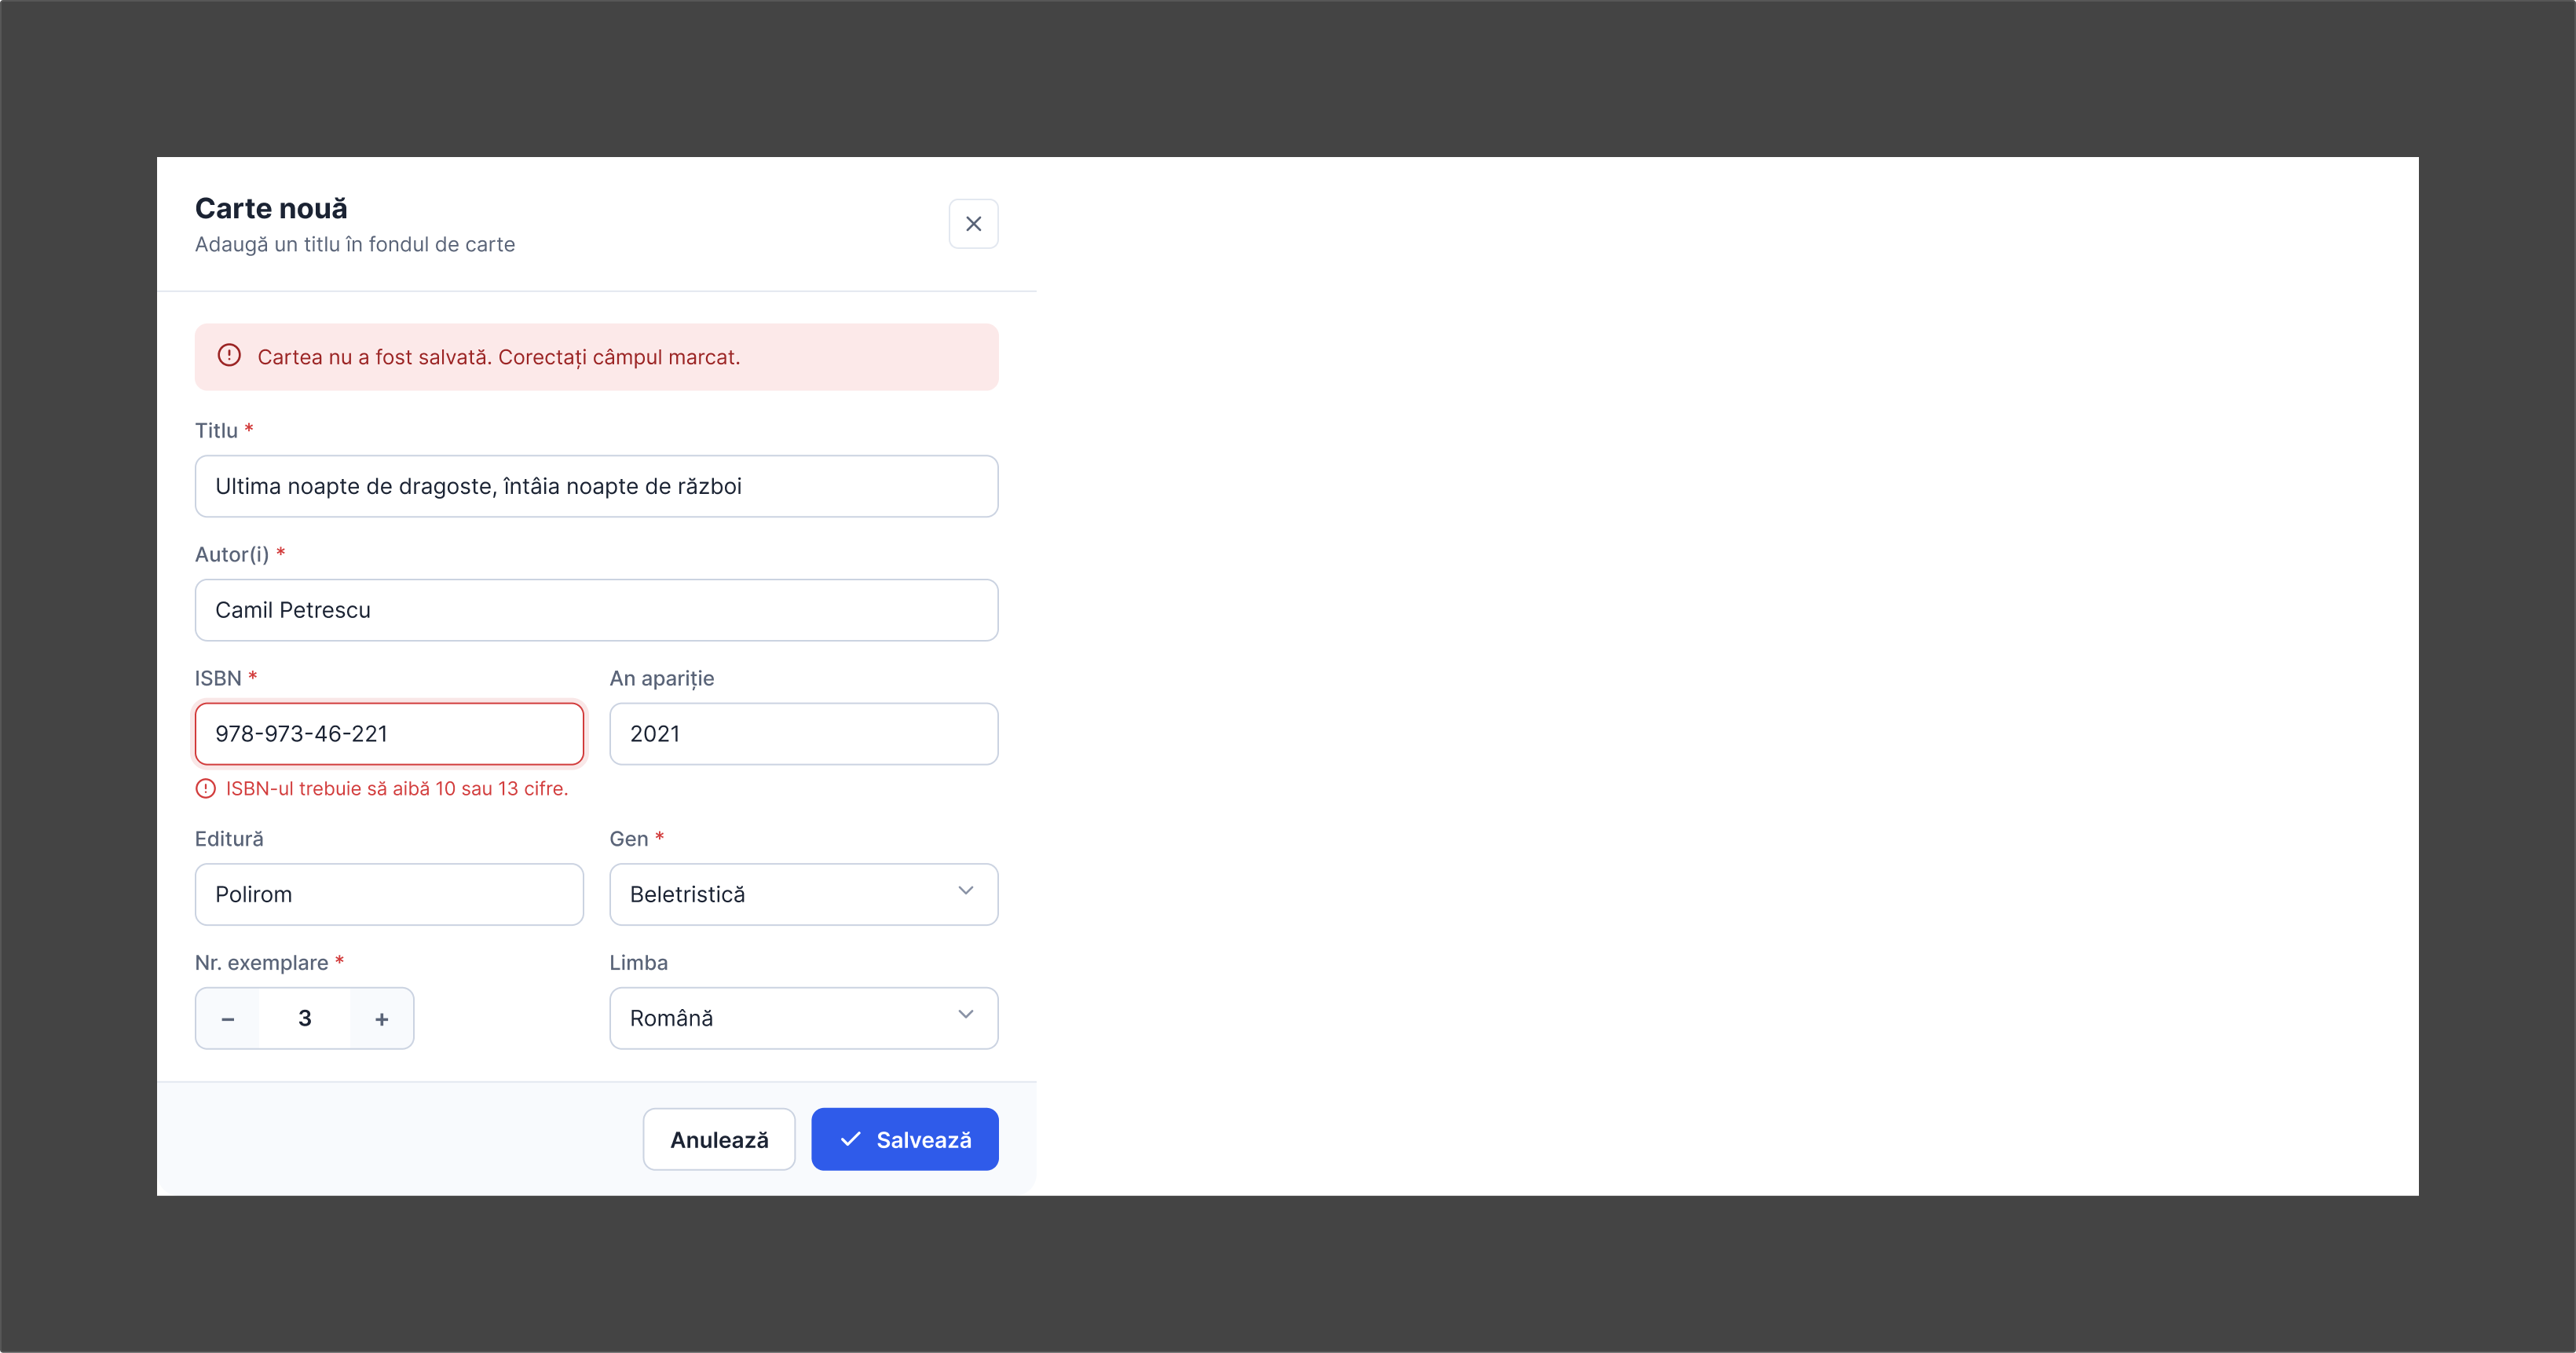 Carte nouă
Adaugă un titlu în fondul de carte
Cartea nu a fost salvată. Corectați câmpul marcat.
Titlu *
Ultima noapte de dragoste, întâia noapte de război
Autor(i) *
Camil Petrescu
ISBN *
An apariție
978-973-46-221
2021
ISBN-ul trebuie să aibă 10 sau 13 cifre.
Editură
Gen *
Polirom
Beletristică
Nr. exemplare *
Limba
– 3 +
Română
Anulează
Salvează